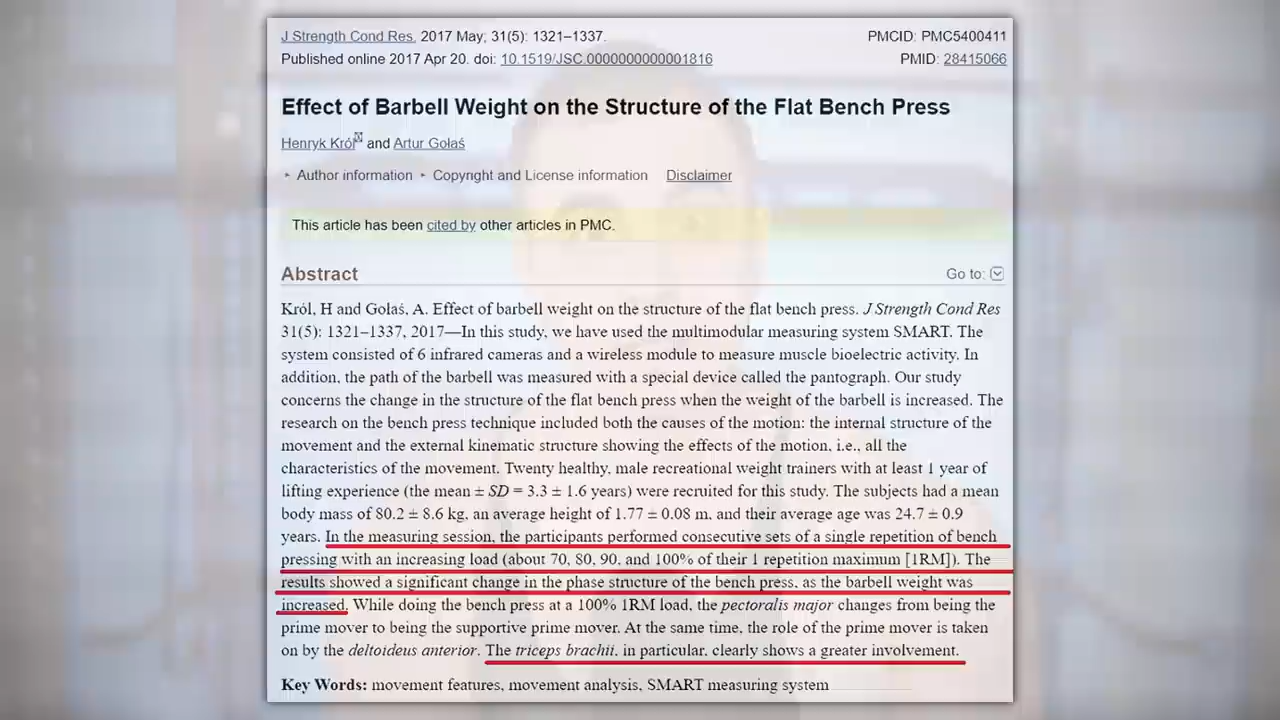 J Strength Cond Res. 2017 May; 31(5): 1321–1337. PMCID: PMC5400411
Published online 2017 Apr 20. doi: 10.1519/JSC.0000000000001816 PMID: 28415066
Effect of Barbell Weight on the Structure of the Flat Bench Press
Henryk Król and Artur Gołaś
Author information Copyright and License information Disclaimer
This article has been cited by other articles in PMC.
Abstract Go to:
Król, H and Gołaś, A. Effect of barbell weight on the structure of the flat bench press. J Strength Cond Res
31(5): 1321–1337, 2017—In this study, we have used the multimodular measuring system SMART. The
system consisted of 6 infrared cameras and a wireless module to measure muscle bioelectric activity. In
addition, the path of the barbell was measured with a special device called the pantograph. Our study
concerns the change in the structure of the flat bench press when the weight of the barbell is increased. The
research on the bench press technique included both the causes of the motion: the internal structure of the
movement and the external kinematic structure showing the effects of the motion, i.e., all the
characteristics of the movement. Twenty healthy, male recreational weight trainers with at least 1 year of
lifting experience (the mean ± SD = 3.3 ± 1.6 years) were recruited for this study. The subjects had a mean
body mass of 80.2 ± 8.6 kg, an average height of 1.77 ± 0.08 m, and their average age was 24.7 ± 0.9
years. In the measuring session, the participants performed consecutive sets of a single repetition of bench
pressing with an increasing load (about 70, 80, 90, and 100% of their 1 repetition maximum [1RM]). The
results showed a significant change in the phase structure of the bench press, as the barbell weight was
increased. While doing the bench press at a 100% 1RM load, the pectoralis major changes from being the
prime mover to being the supportive prime mover. At the same time, the role of the prime mover is taken
on by the deltoideus anterior. The triceps brachii, in particular, clearly shows a greater involvement.
Key Words: movement features, movement analysis, SMART measuring system